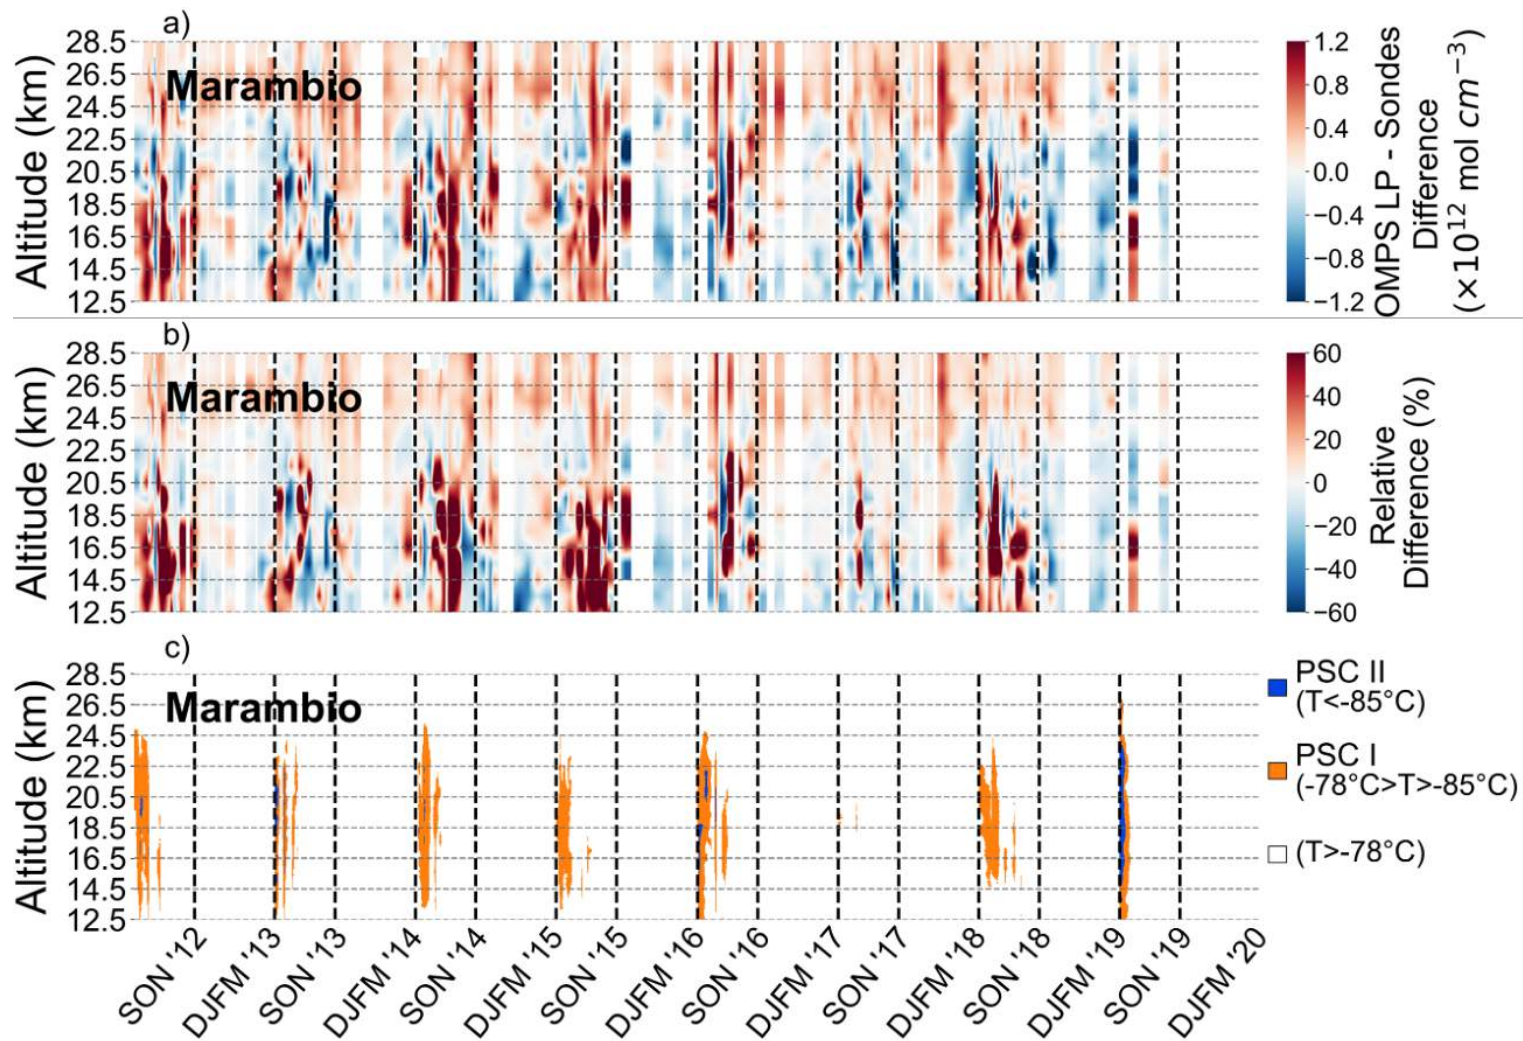 a)
Marambio
Altitude (km)
28.5
26.5
24.5
22.5
20.5
18.5
16.5
14.5
12.5
1.2
0.8
0.4
0.0
−0.4
−0.8
−1.2
OMPS LP - Sondes
Difference
(×10¹² mol cm⁻³)
b)
Marambio
Altitude (km)
28.5
26.5
24.5
22.5
20.5
18.5
16.5
14.5
12.5
60
40
20
0
−20
−40
−60
Relative
Difference (%)
c)
Marambio
Altitude (km)
28.5
26.5
24.5
22.5
20.5
18.5
16.5
14.5
12.5
PSC II
(T<-85°C)
PSC I
(-78°C>T>-85°C)
(T>-78°C)
SON '12
DJFM '13
SON '13
DJFM '14
SON '14
DJFM '15
SON '15
DJFM '16
SON '16
DJFM '17
SON '17
DJFM '18
SON '18
DJFM '19
SON '19
DJFM '20